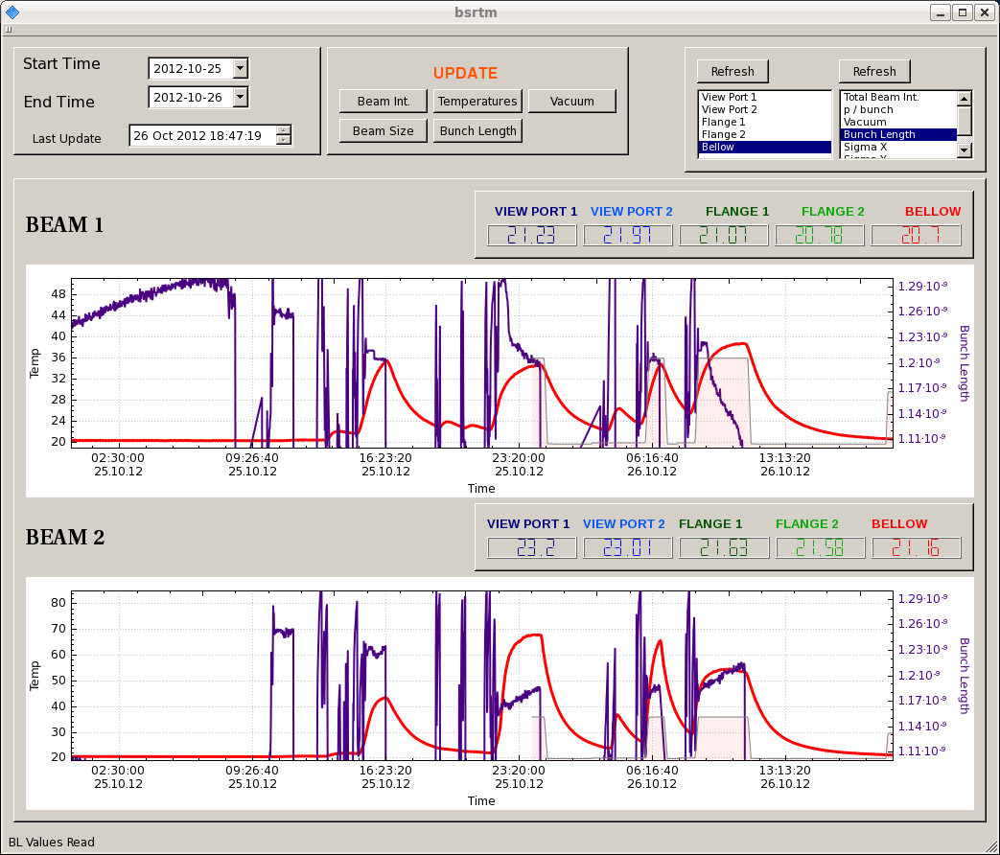 bsrtm
Start Time 2012-10-25
End Time 2012-10-26
Last Update 26 Oct 2012 18:47:19
UPDATE
Beam Int. Temperatures Vacuum
Beam Size Bunch Length
Refresh Refresh
View Port 1
View Port 2
Flange 1
Flange 2
Bellow
Total Beam Int.
p / bunch
Vacuum
Bunch Length
Sigma X
BEAM 1
VIEW PORT 1 VIEW PORT 2 FLANGE 1 FLANGE 2 BELLOW
21.23 21.97 21.07 20.78 20.7
48
44
40
36
32
28
24
20
Temp
1.29·10-9
1.26·10-9
1.23·10-9
1.2·10-9
1.17·10-9
1.14·10-9
1.11·10-9
Bunch Length
02:30:00 09:26:40 16:23:20 23:20:00 06:16:40 13:13:20
25.10.12 25.10.12 25.10.12 25.10.12 26.10.12 26.10.12
Time
BEAM 2
VIEW PORT 1 VIEW PORT 2 FLANGE 1 FLANGE 2 BELLOW
23.2 23.01 21.63 21.58 21.16
80
70
60
50
40
30
20
Temp
1.29·10-9
1.26·10-9
1.23·10-9
1.2·10-9
1.17·10-9
1.14·10-9
1.11·10-9
Bunch Length
02:30:00 09:26:40 16:23:20 23:20:00 06:16:40 13:13:20
25.10.12 25.10.12 25.10.12 25.10.12 26.10.12 26.10.12
Time
BL Values Read